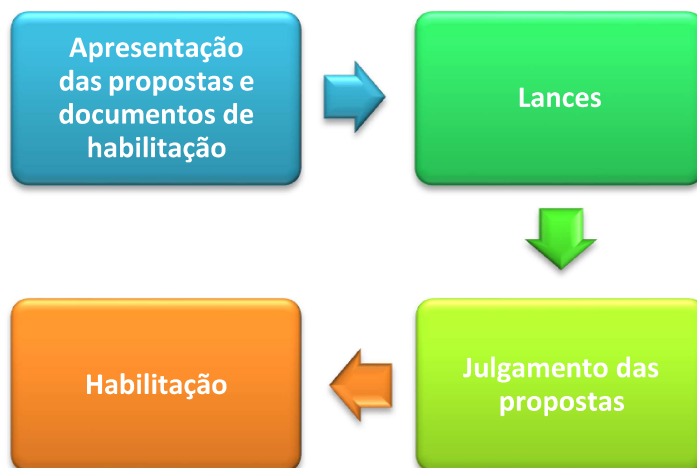 Apresentação
das propostas e
documentos de
habilitação
Lances
Julgamento das
propostas
Habilitação